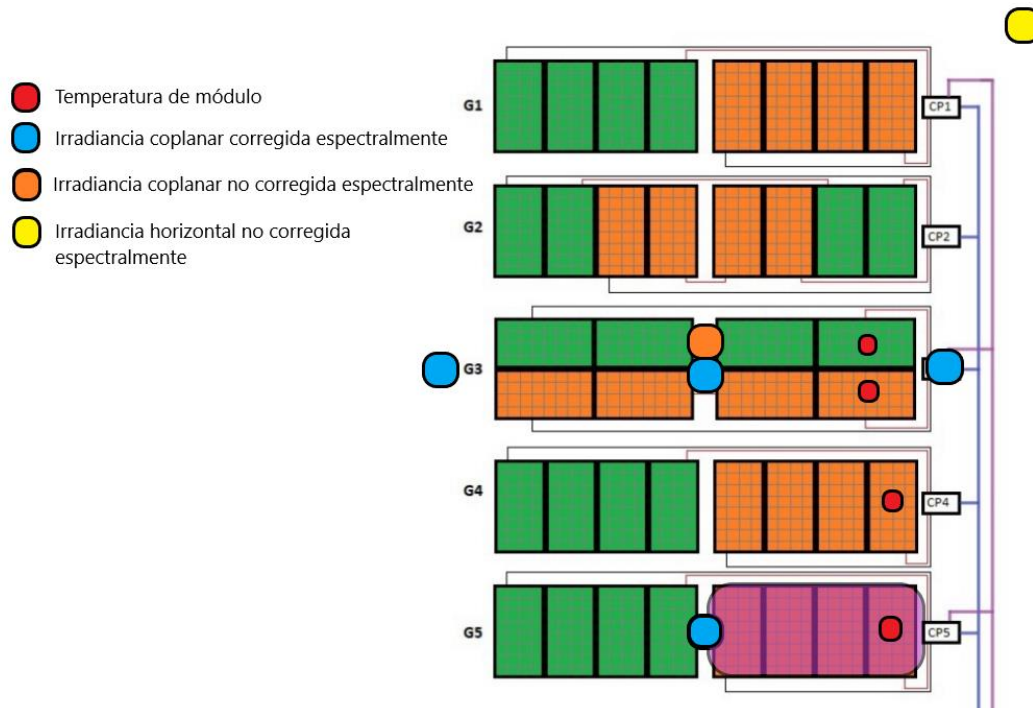 Temperatura de módulo
Irradiancia coplanar corregida espectralmente
Irradiancia coplanar no corregida espectralmente
Irradiancia horizontal no corregida
espectralmente
G1
CP1
G2
CP2
G3
G4
CP4
G5
CP5